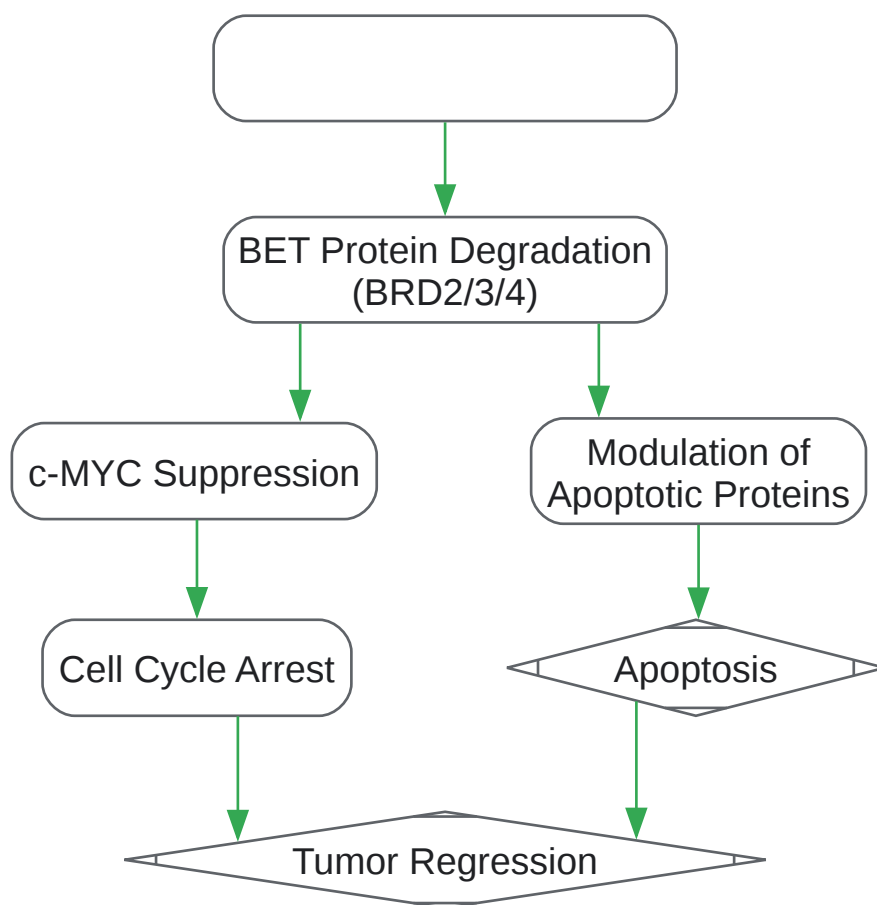 BET Protein Degradation
(BRD2/3/4)
c-MYC Suppression
Modulation of
Apoptotic Proteins
Cell Cycle Arrest
Apoptosis
Tumor Regression